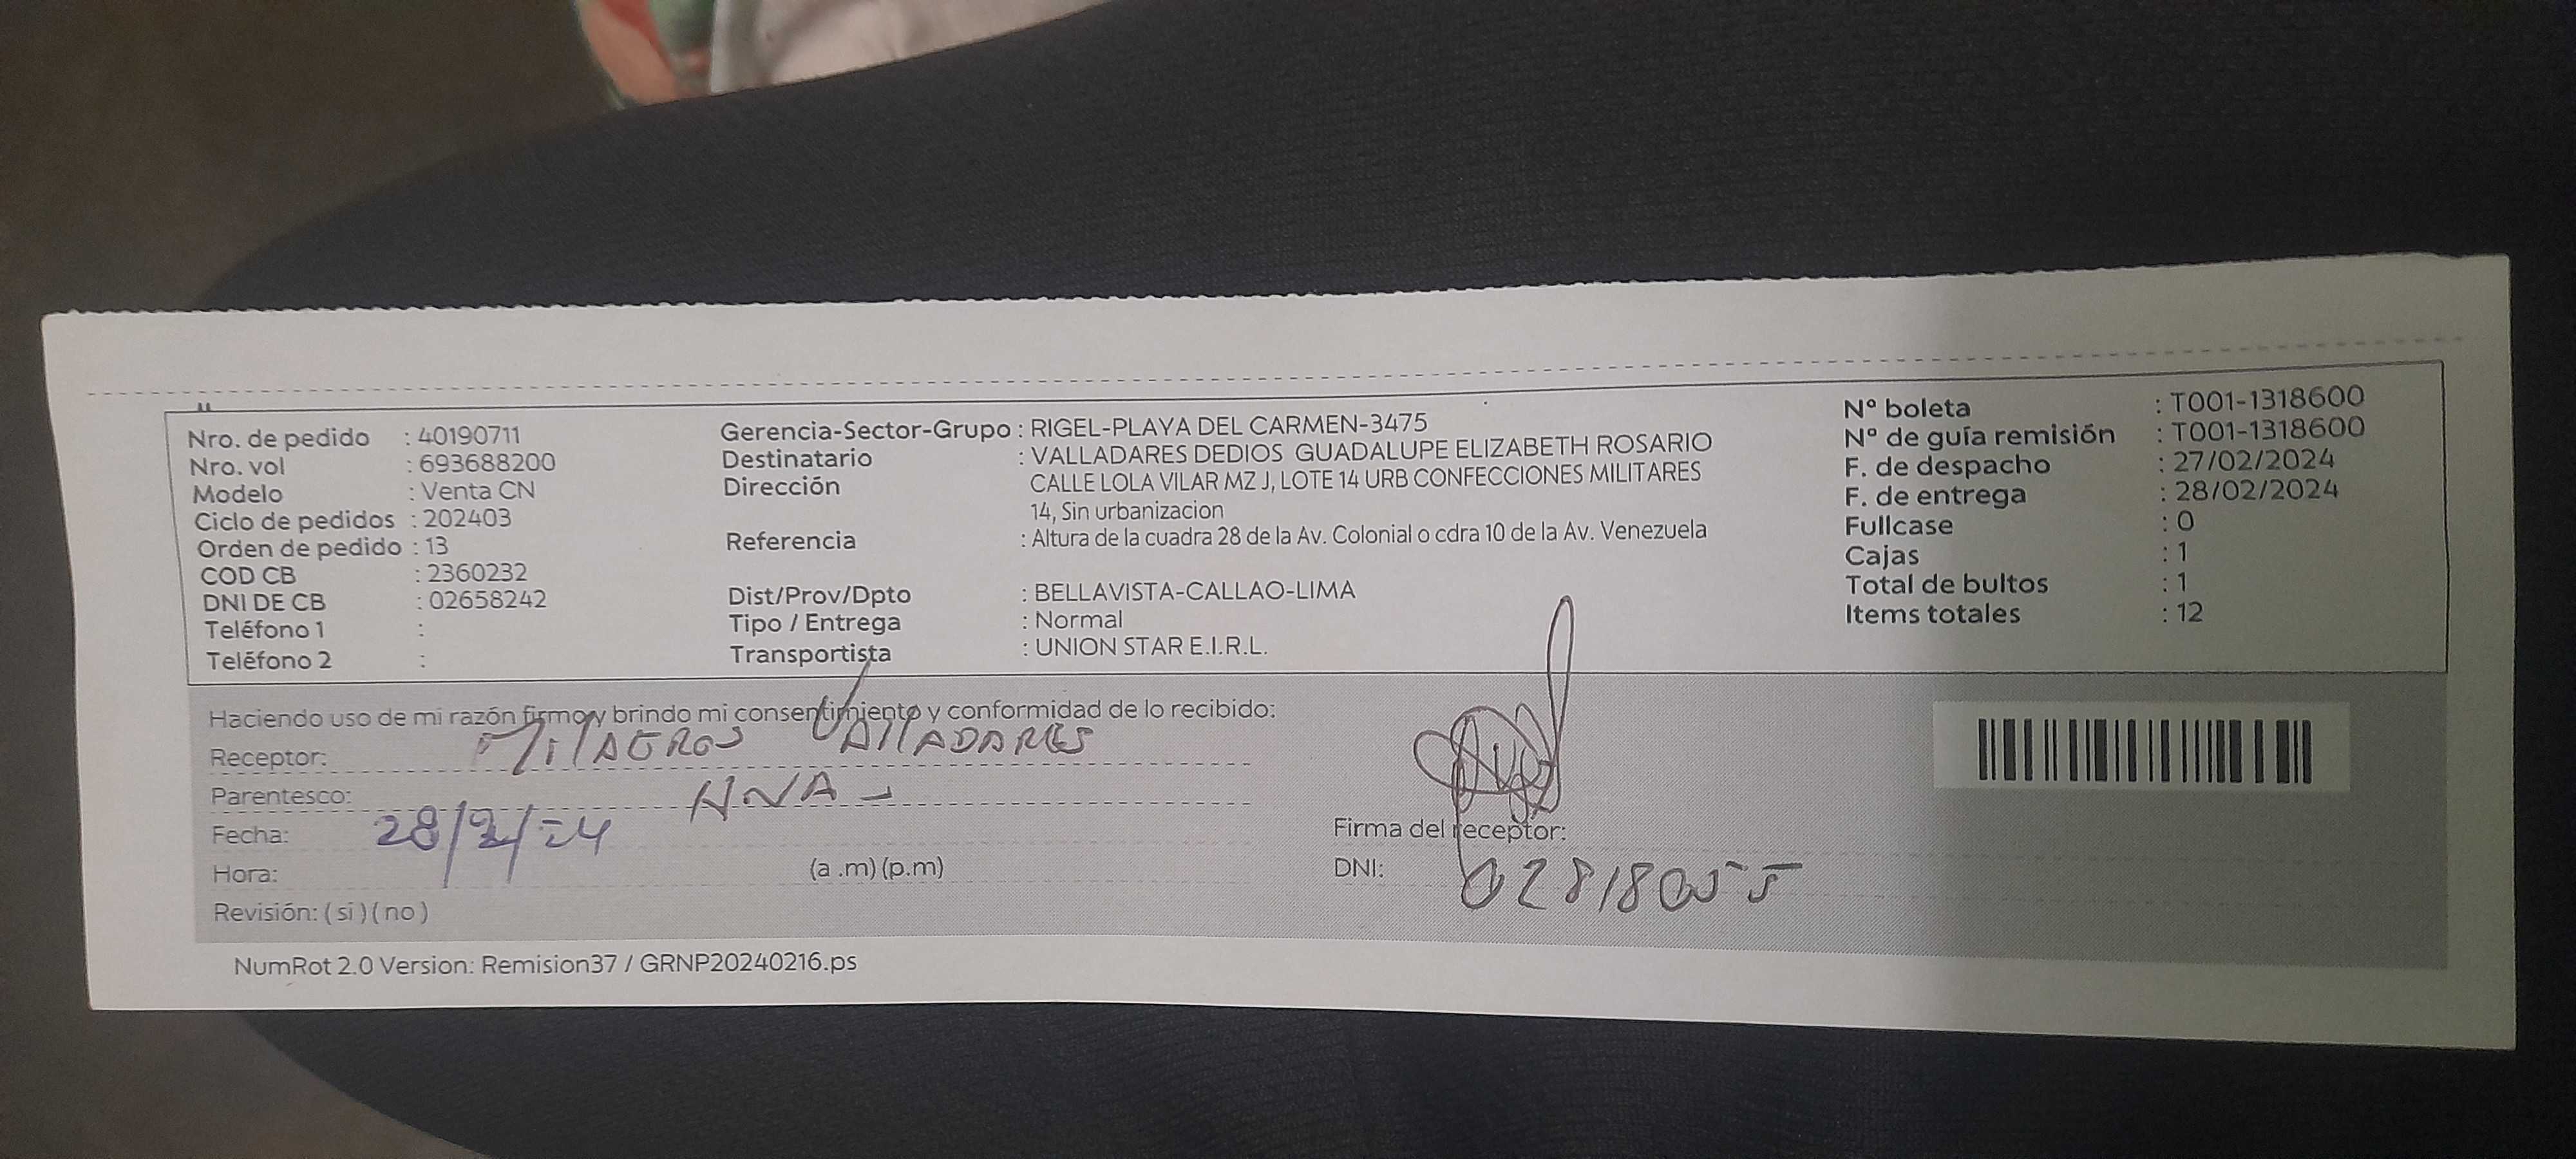 Nro. de pedido : 40190711
Nro. vol : 693688200
Modelo : Venta CN
Ciclo de pedidos : 202403
Orden de pedido : 13
COD CB : 2360232
DNI DE CB : 02658242
Teléfono 1 :
Teléfono 2 :
Gerencia-Sector-Grupo : RIGEL-PLAYA DEL CARMEN-3475
Destinatario : VALLADARES DEDIOS GUADALUPE ELIZABETH ROSARIO
Dirección CALLE LOLA VILAR MZ J, LOTE 14 URB CONFECCIONES MILITARES
14, Sin urbanizacion
Referencia : Altura de la cuadra 28 de la Av. Colonial o cdra 10 de la Av. Venezuela
Dist/Prov/Dpto : BELLAVISTA-CALLAO-LIMA
Tipo / Entrega : Normal
Transportista : UNION STAR E.I.R.L.
Nº boleta : T001-1318600
Nº de guía remisión : T001-1318600
F. de despacho : 27/02/2024
F. de entrega : 28/02/2024
Fullcase : 0
Cajas : 1
Total de bultos : 1
Items totales : 12
Haciendo uso de mi razón firmo y brindo mi consentimiento y conformidad de lo recibido:
Receptor: MILAGROS VALLADARES
Parentesco: HNA -
Fecha: 28/2/24
Hora: (a .m) (p.m)
Revisión: ( si ) ( no )
Firma del receptor:
DNI: 02818055
NumRot 2.0 Version: Remision37 / GRNP20240216.ps